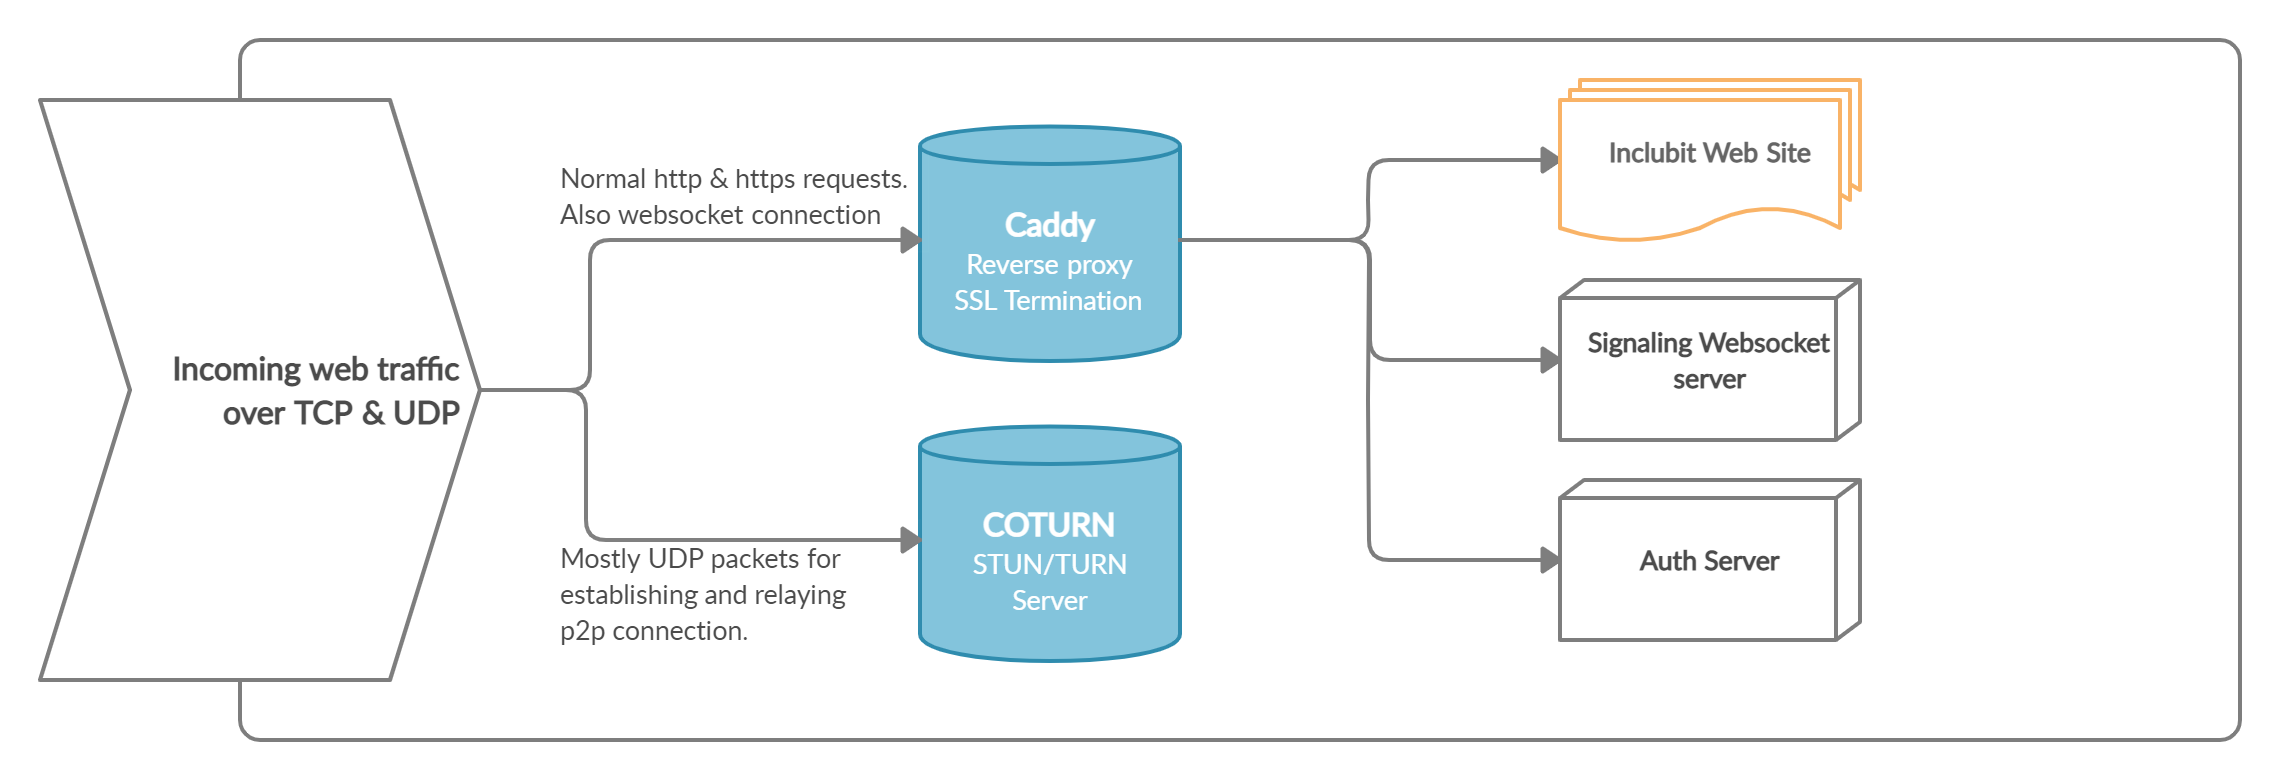 Incoming web traffic
over TCP & UDP
Normal http & https requests.
Also websocket connection
Mostly UDP packets for
establishing and relaying
p2p connection.
Caddy
Reverse proxy
SSL Termination
COTURN
STUN/TURN
Server
Inclubit Web Site
Signaling Websocket
server
Auth Server